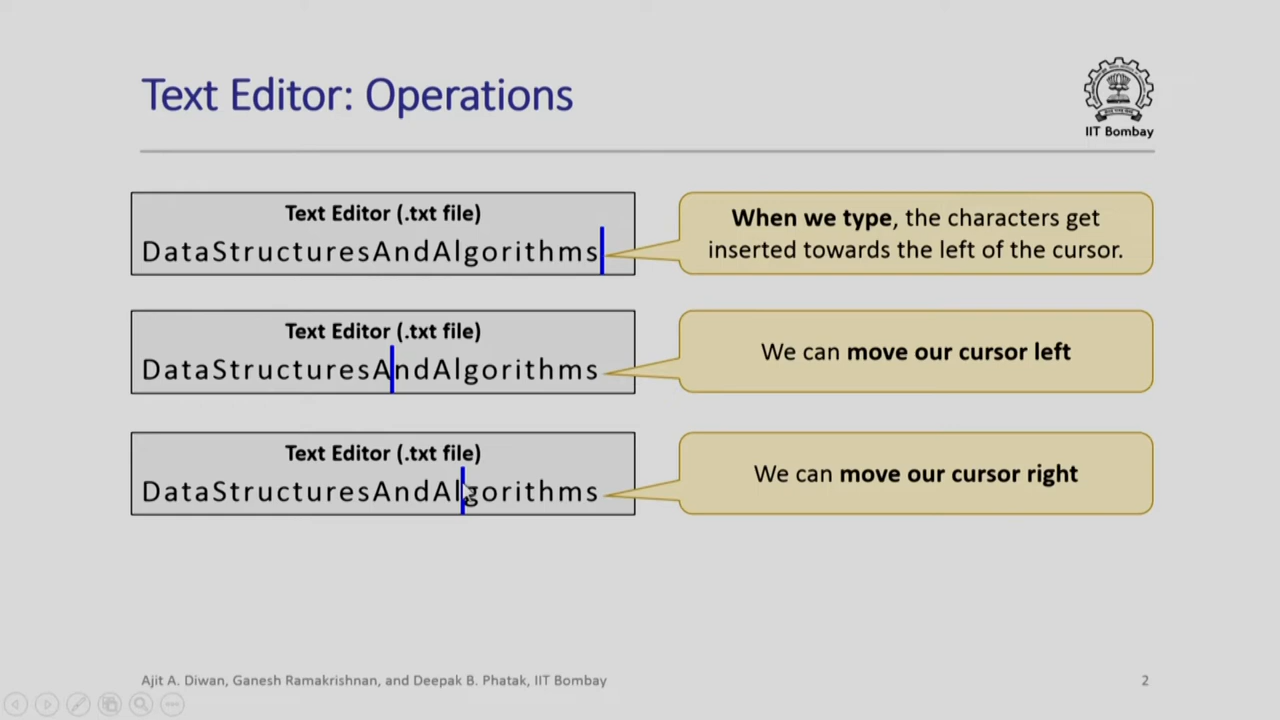 Text Editor: Operations
IIT Bombay
Text Editor (.txt file)
DataStructuresAndAlgorithms
When we type, the characters get
inserted towards the left of the cursor.
Text Editor (.txt file)
DataStructuresAndAlgorithms
We can move our cursor left
Text Editor (.txt file)
DataStructuresAndAlgorithms
We can move our cursor right
Ajit A. Diwan, Ganesh Ramakrishnan, and Deepak B. Phatak, IIT Bombay
2